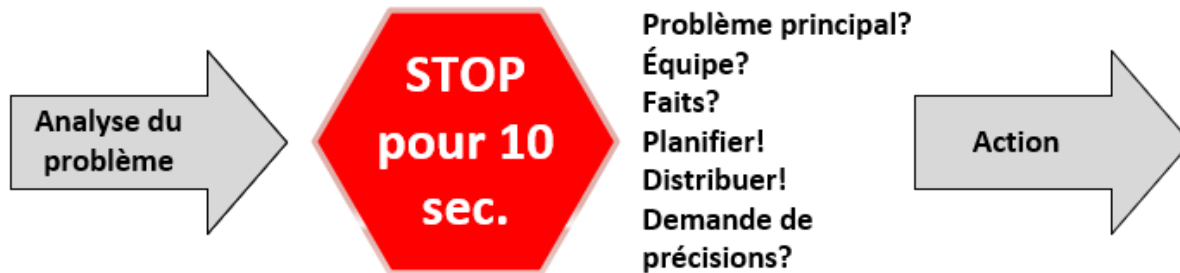 Analyse du
problème
STOP
pour 10
sec.
Problème principal?
Équipe?
Faits?
Planifier!
Distribuer!
Demande de
précisions?
Action